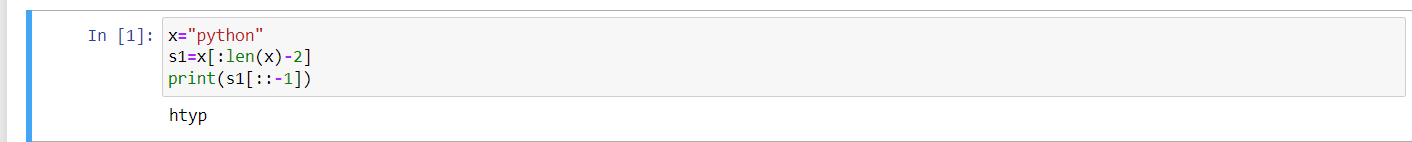 In [1]: x="python"
s1=x[:len(x)-2]
print(s1[::-1])
htyp